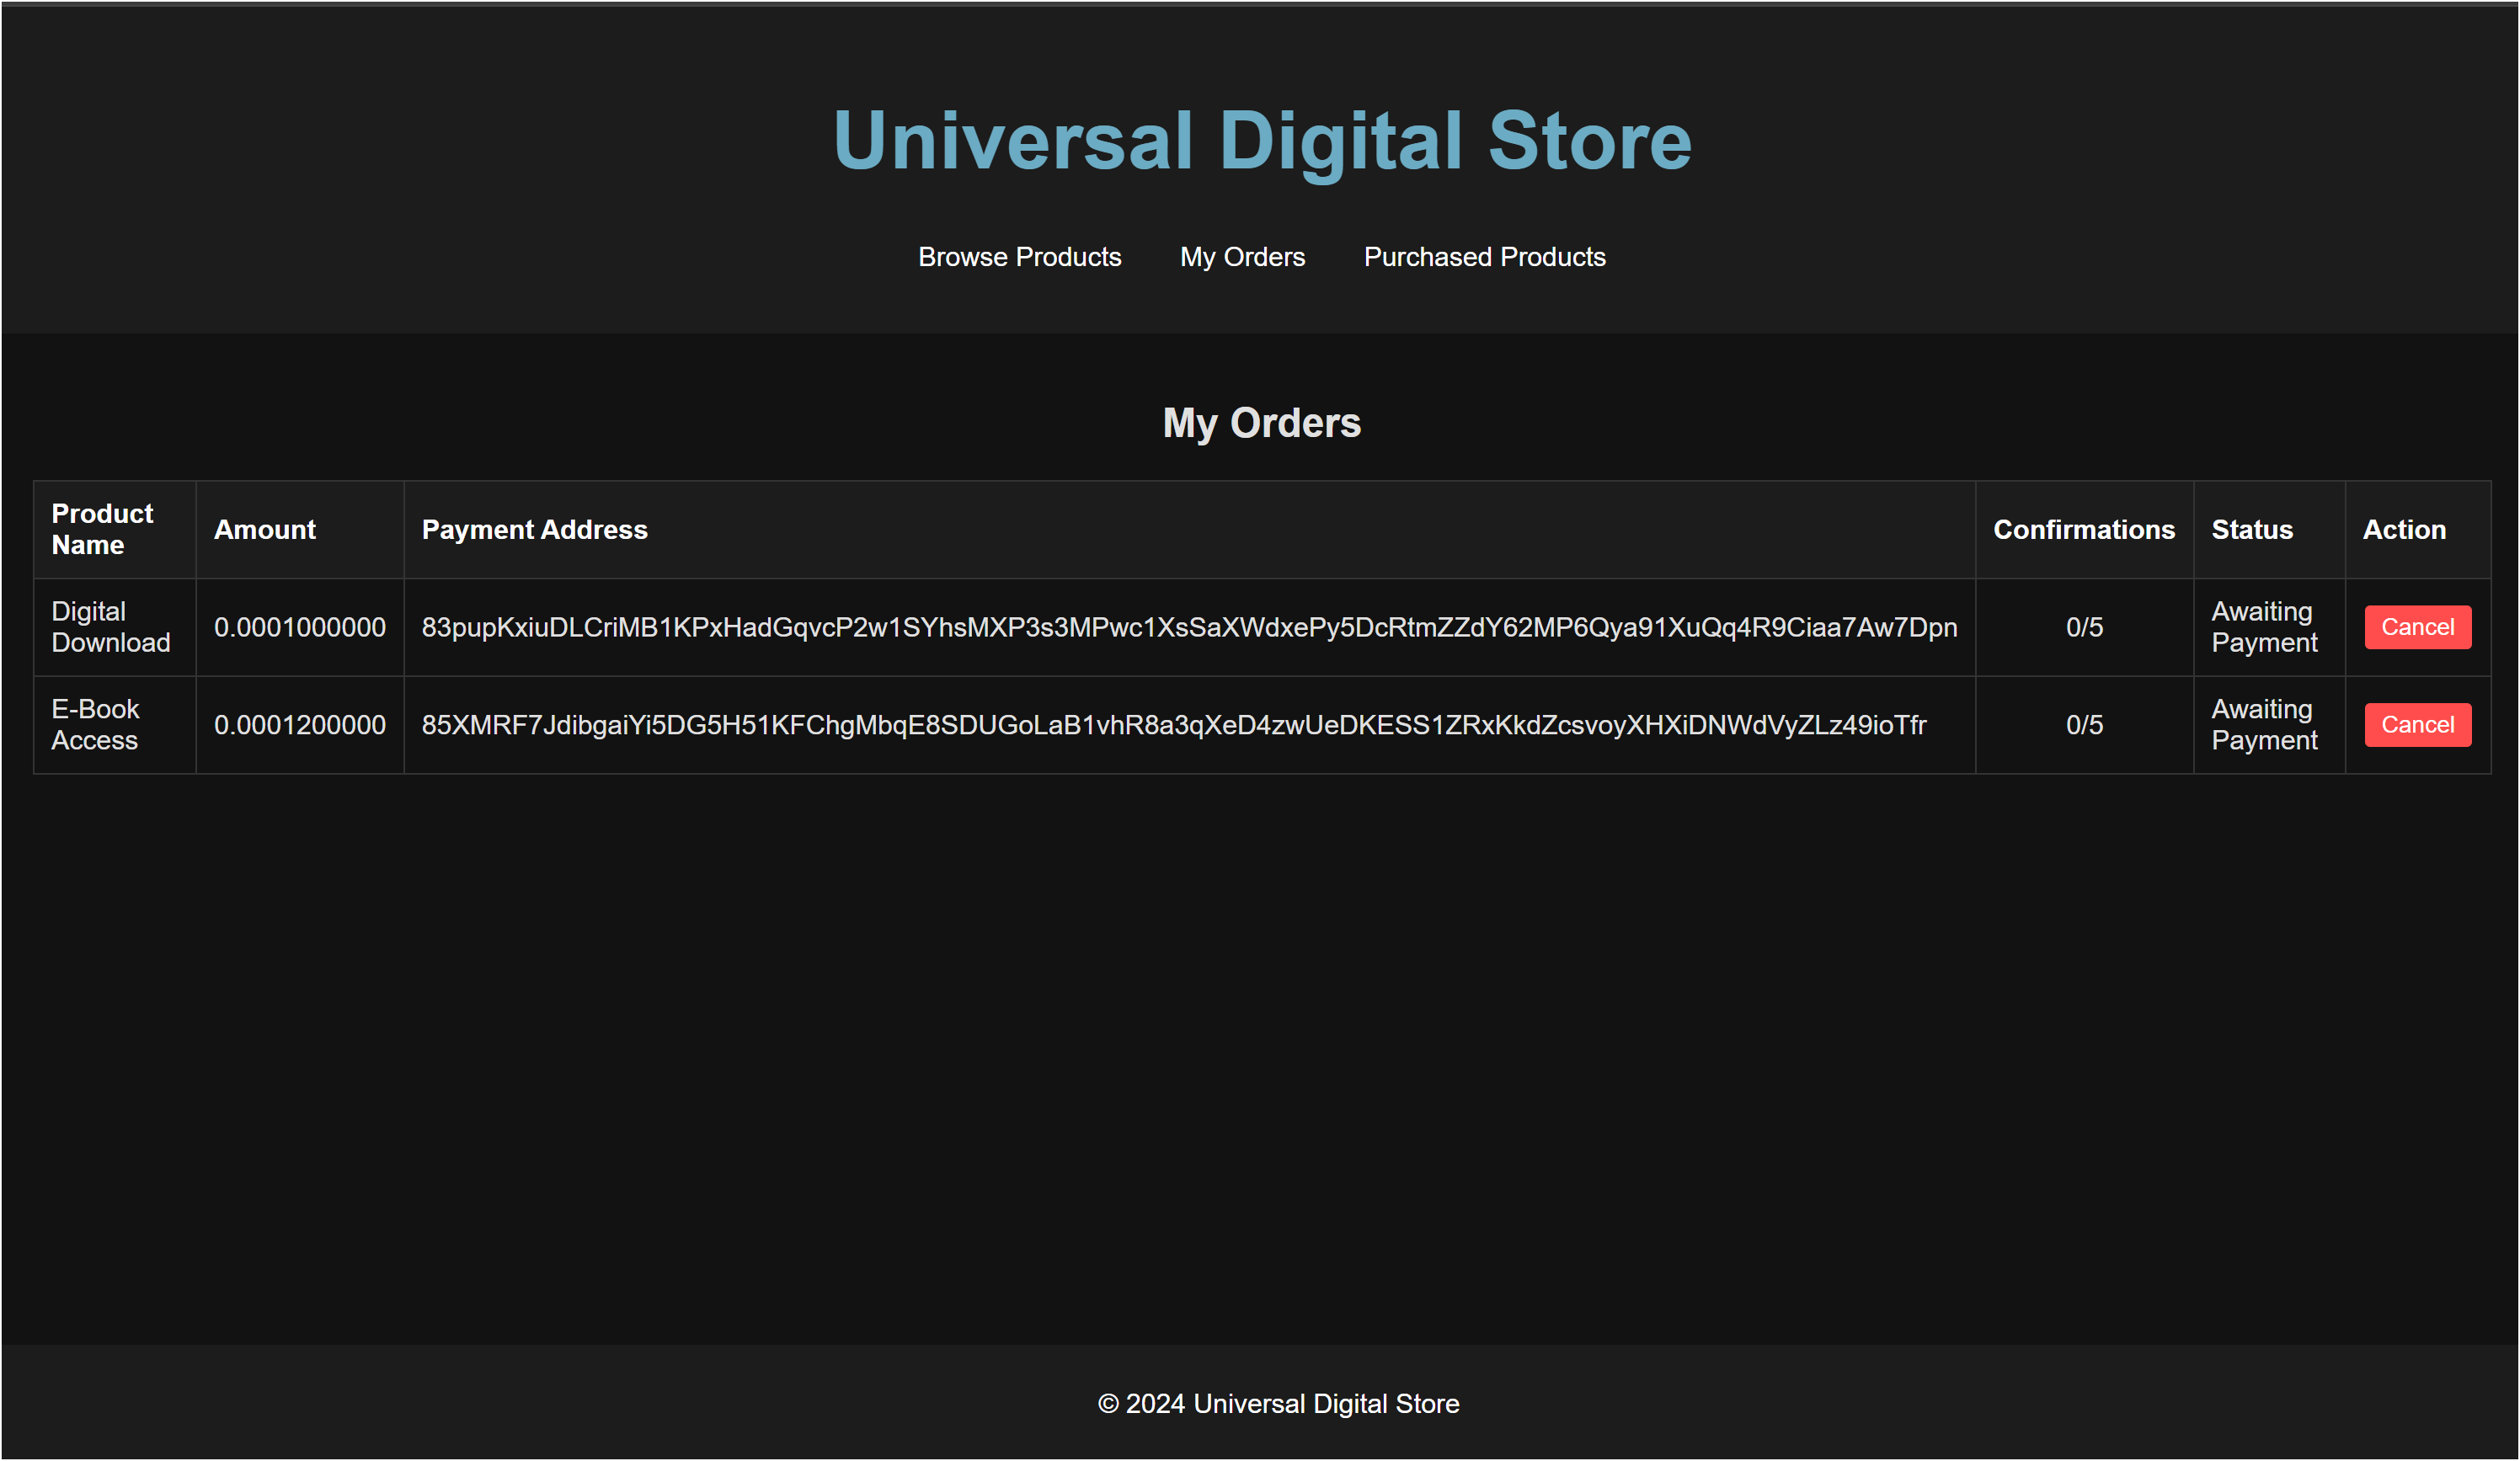 Universal Digital Store
Browse Products My Orders Purchased Products
My Orders
Product Name Amount Payment Address Confirmations Status Action
Digital Download 0.0001000000 83pupKxiuDLCriMB1KPxHadGqvcP2w1SYhsMXP3s3MPwc1XsSaXWdxePy5DcRtmZZdY62MP6Qya91XuQq4R9Ciaa7Aw7Dpn 0/5 Awaiting Payment Cancel
E-Book Access 0.0001200000 85XMRF7JdibgaiYi5DG5H51KFChgMbqE8SDUGoLaB1vhR8a3qXeD4zwUeDKESS1ZRxKkdZcsvoyXHXiDNWdVyZLz49ioTfr 0/5 Awaiting Payment Cancel
© 2024 Universal Digital Store